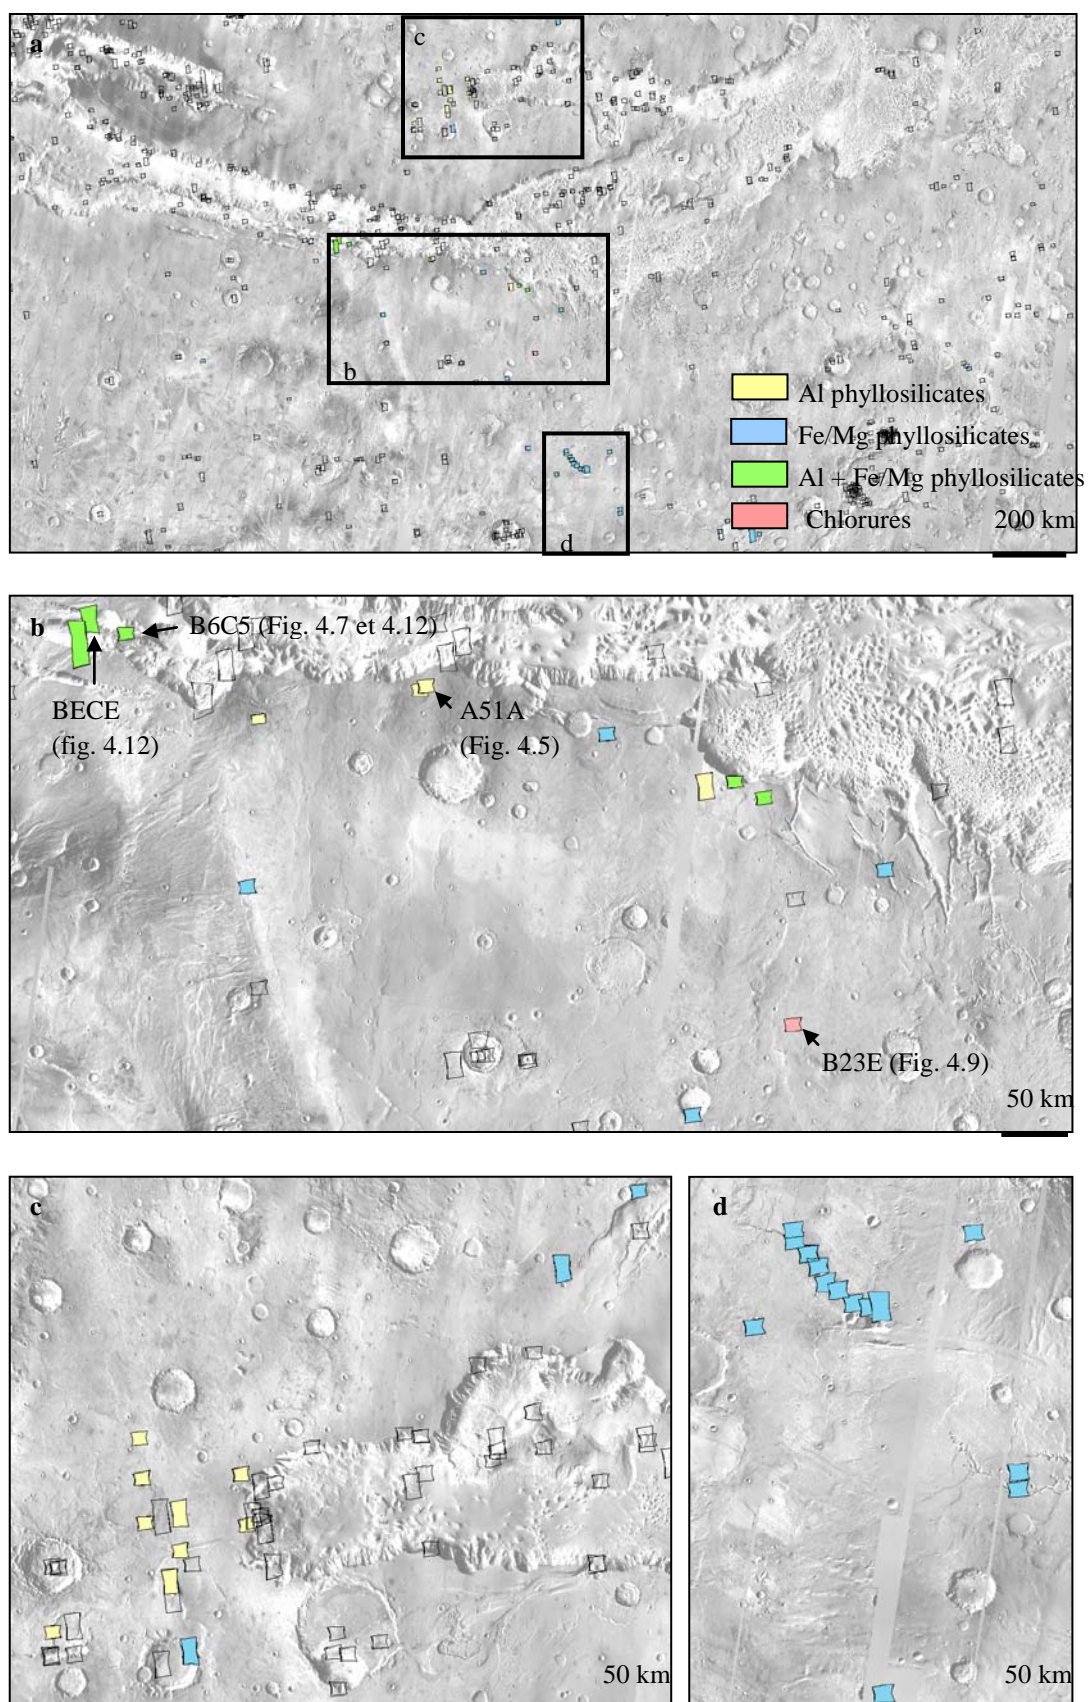 a
c
b
d
Al phyllosilicates
Fe/Mg phyllosilicates
Al + Fe/Mg phyllosilicates
Chlorures
200 km
b
B6C5 (Fig. 4.7 et 4.12)
BECE
(fig. 4.12)
A51A
(Fig. 4.5)
B23E (Fig. 4.9)
50 km
c
50 km
d
50 km